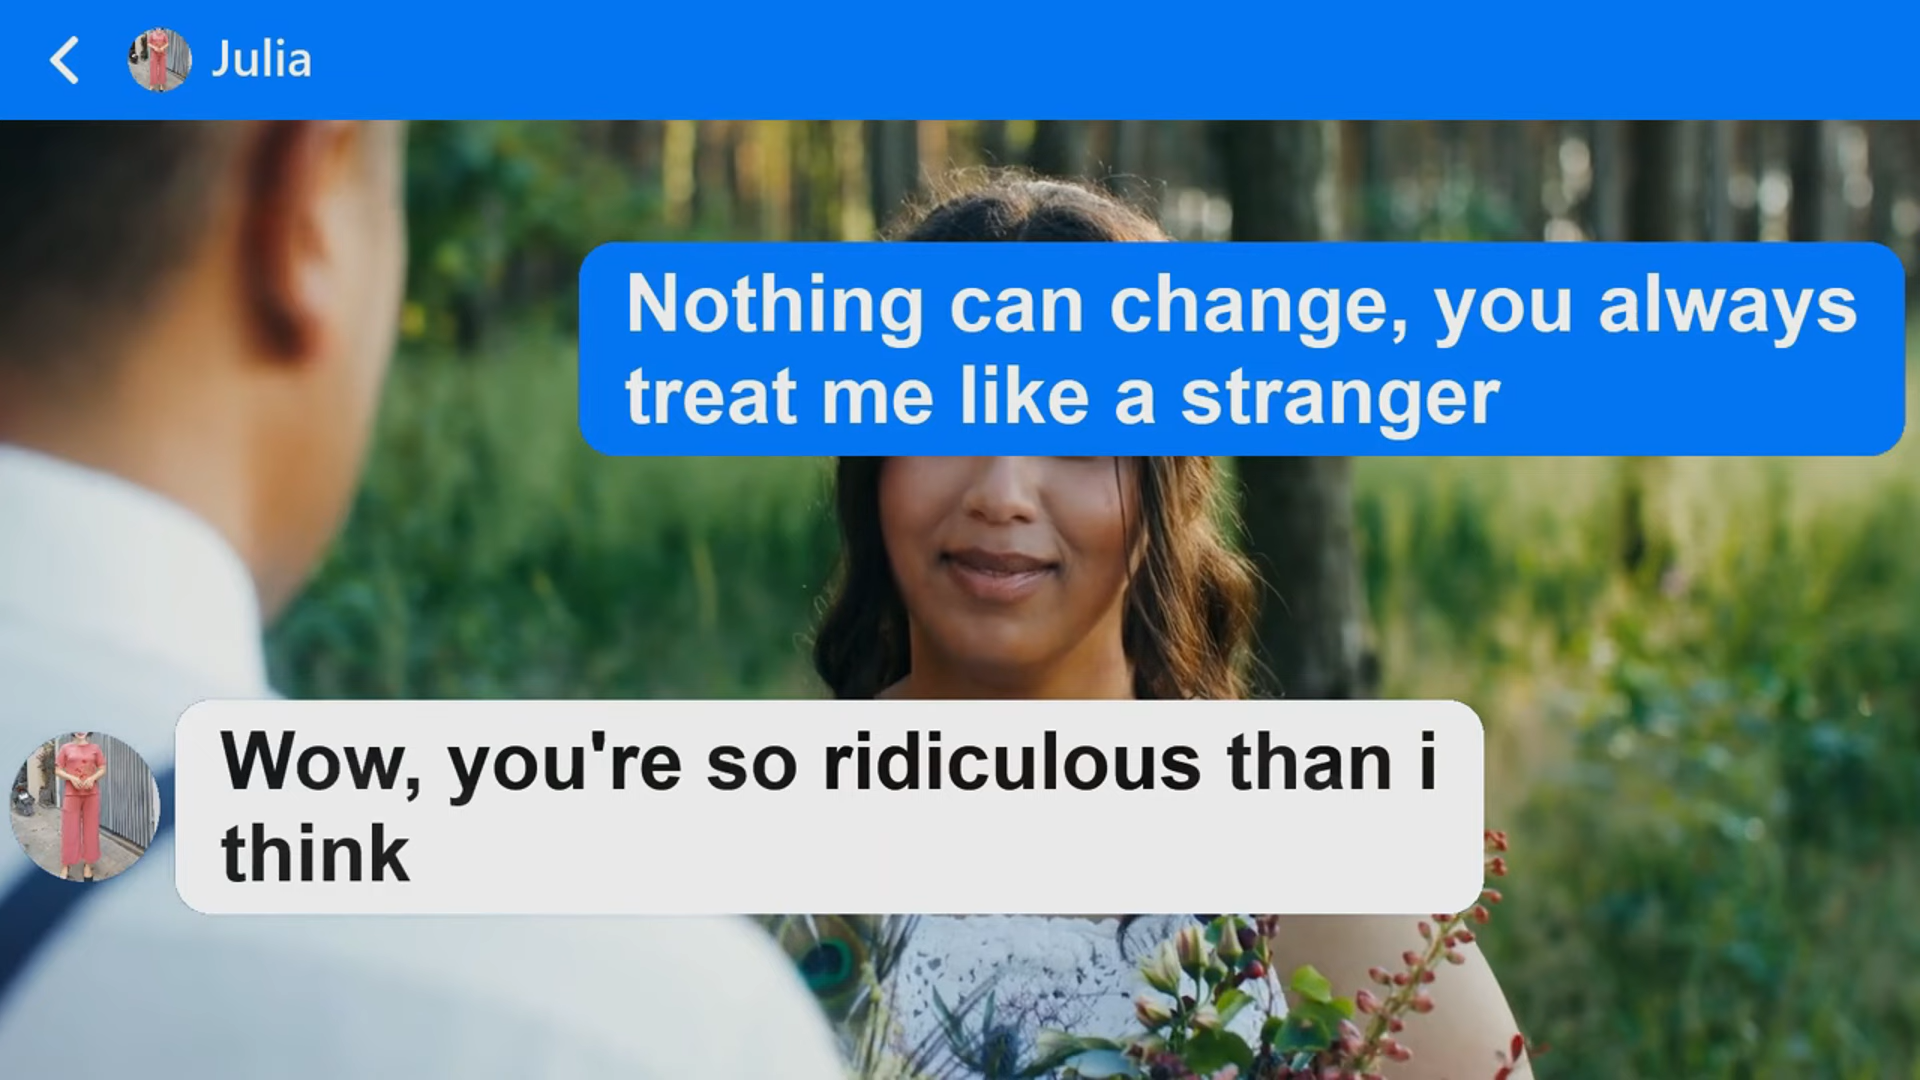 Julia
Nothing can change, you always
treat me like a stranger
Wow, you're so ridiculous than i
think